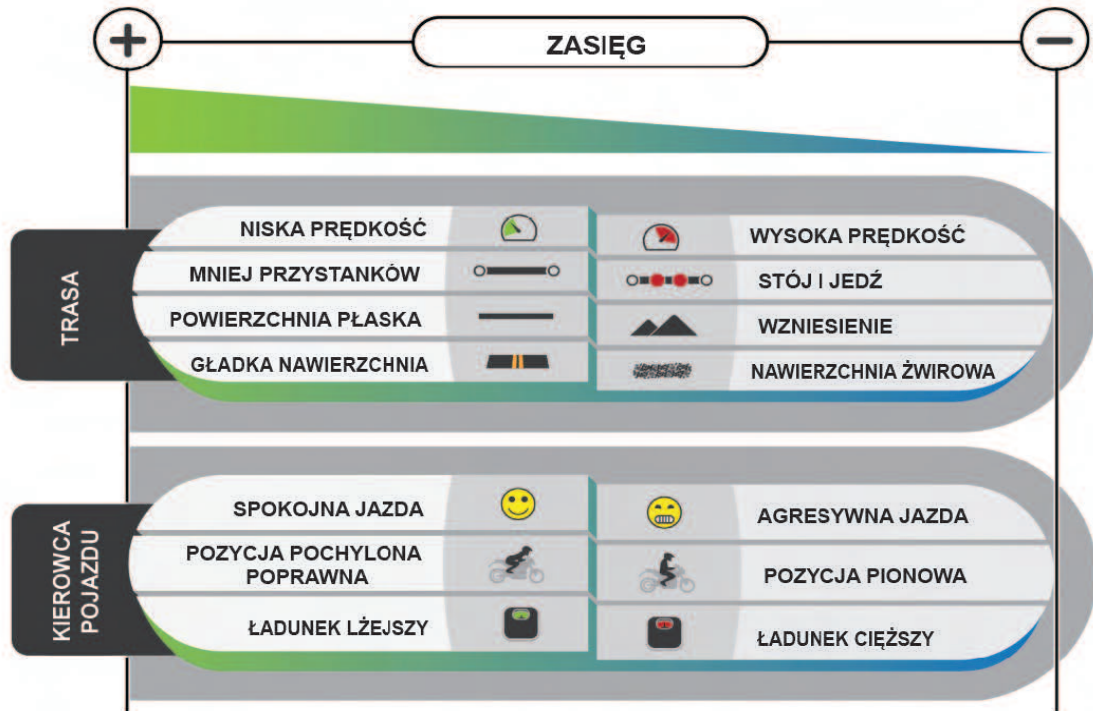 ZASIĘG
TRASA
NISKA PRĘDKOŚĆ
WYSOKA PRĘDKOŚĆ
MNIEJ PRZYSTANKÓW
STÓJ I JEDŹ
POWIERZCHNIA PŁASKA
WZNIESIENIE
GŁADKA NAWIERZCHNIA
NAWIERZCHNIA ŻWIROWA
KIEROWCA
POJAZDU
SPOKOJNA JAZDA
AGRESYWNA JAZDA
POZYCJA POCHYLONA
POPRAWNA
POZYCJA PIONOWA
ŁADUNEK LŻEJSZY
ŁADUNEK CIĘŻSZY